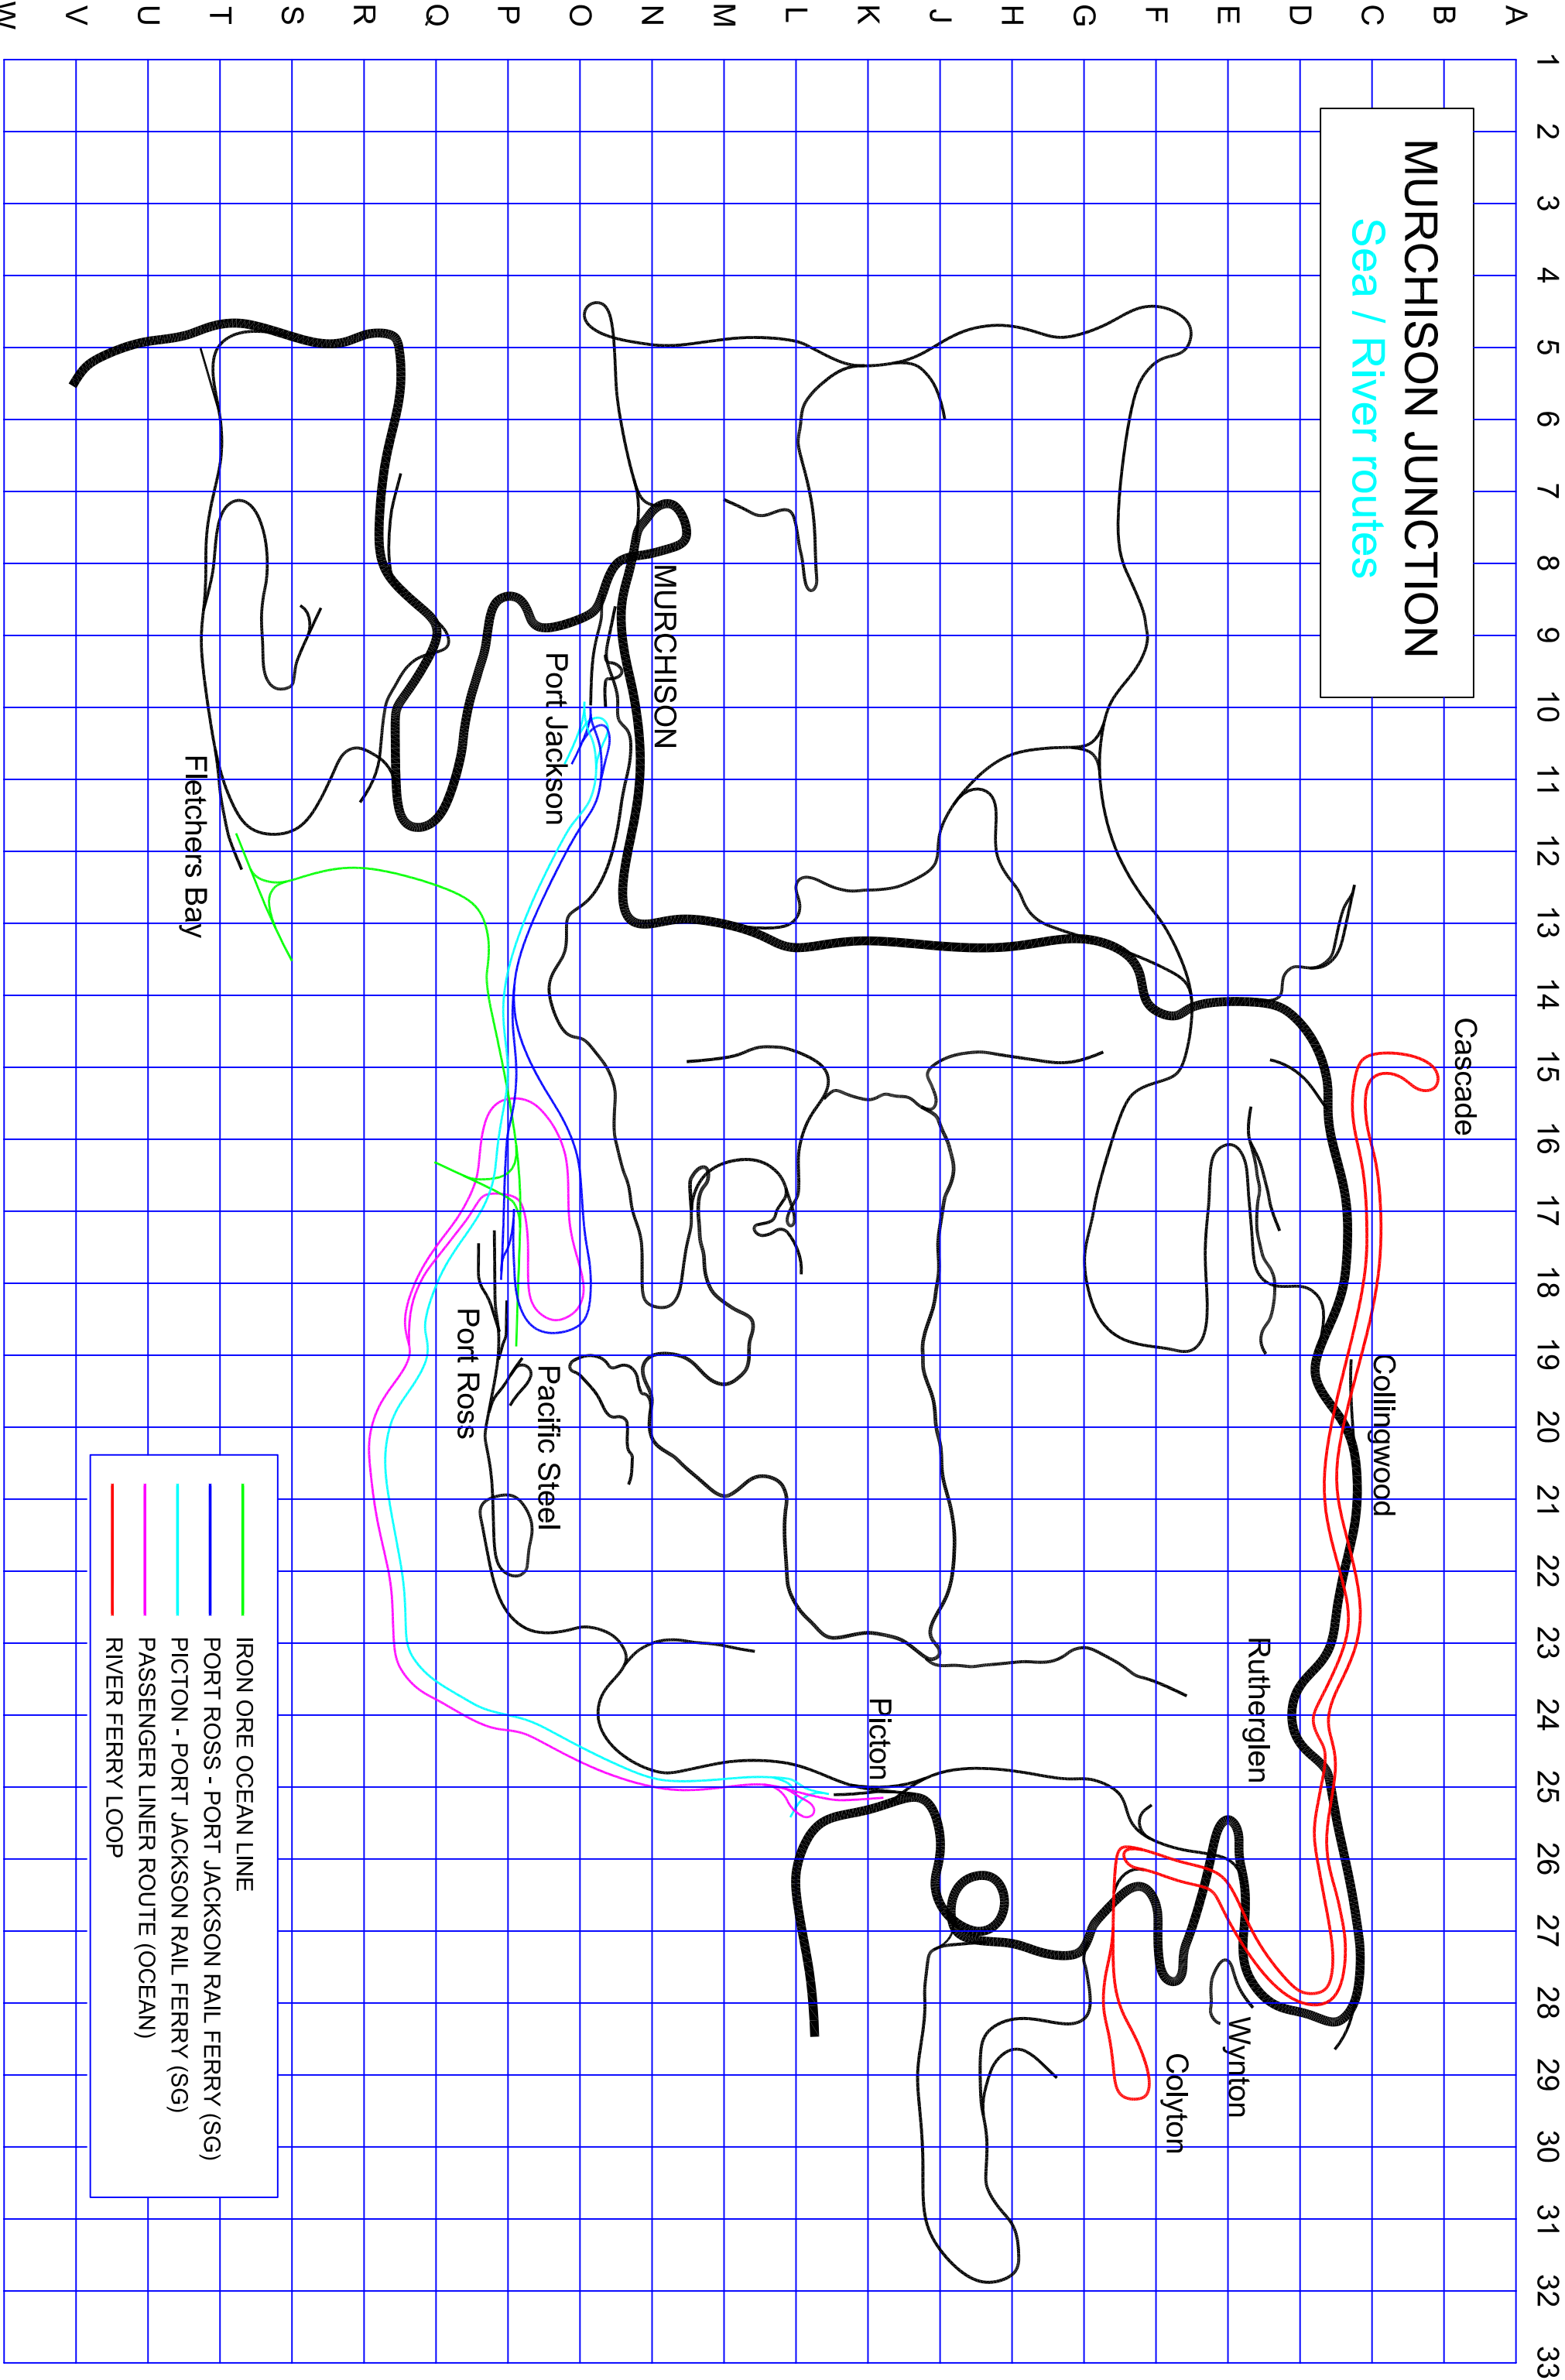 1 2 3 4 5 6 7 8 9 10 11 12 13 14 15 16 17 18 19 20 21 22 23 24 25 26 27 28 29 30 31 32 33
A
B
C
D
E
F
G
H
J
K
L
M
N
O
P
Q
R
S
T
U
V
W
MURCHISON JUNCTION
Sea / River routes
Cascade
Collingwood
Rutherglen
Wynton
Colyton
Picton
MURCHISON
Port Jackson
Pacific Steel
Port Ross
Fletchers Bay
IRON ORE OCEAN LINE
PORT ROSS - PORT JACKSON RAIL FERRY (SG)
PICTON - PORT JACKSON RAIL FERRY (SG)
PASSENGER LINER ROUTE (OCEAN)
RIVER FERRY LOOP